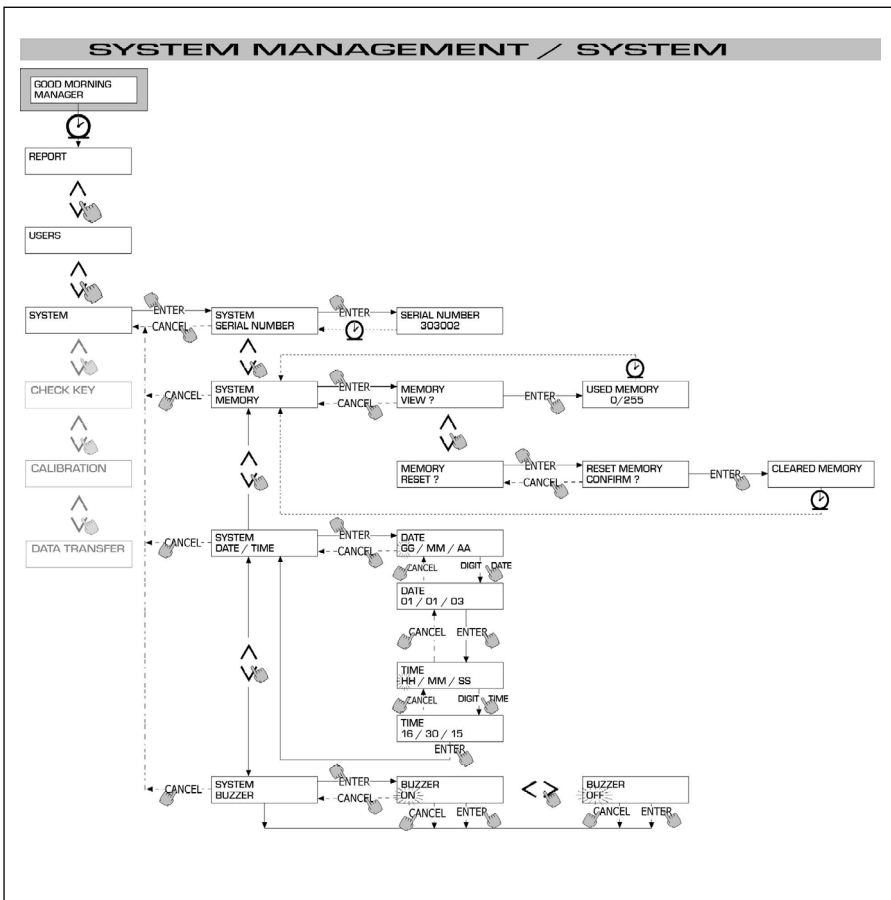 SYSTEM MANAGEMENT / SYSTEM
GOOD MORNING
MANAGER
REPORT
USERS
SYSTEM
ENTER
CANCEL
SYSTEM
SERIAL NUMBER
ENTER
SERIAL NUMBER
303002
CHECK KEY
CANCEL
SYSTEM
MEMORY
ENTER
CANCEL
MEMORY
VIEW ?
ENTER
USED MEMORY
0/255
CALIBRATION
MEMORY
RESET ?
ENTER
CANCEL
RESET MEMORY
CONFIRM ?
ENTER
CLEARED MEMORY
DATA TRANSFER
CANCEL
SYSTEM
DATE / TIME
ENTER
CANCEL
DATE
GG / MM / AA
CANCEL
DIGIT DATE
DATE
01 / 01 / 03
CANCEL
ENTER
TIME
HH / MM / SS
CANCEL
DIGIT TIME
TIME
16 / 30 / 15
ENTER
CANCEL
SYSTEM
BUZZER
ENTER
CANCEL
BUZZER
ON
BUZZER
OFF
CANCEL
ENTER
CANCEL
ENTER